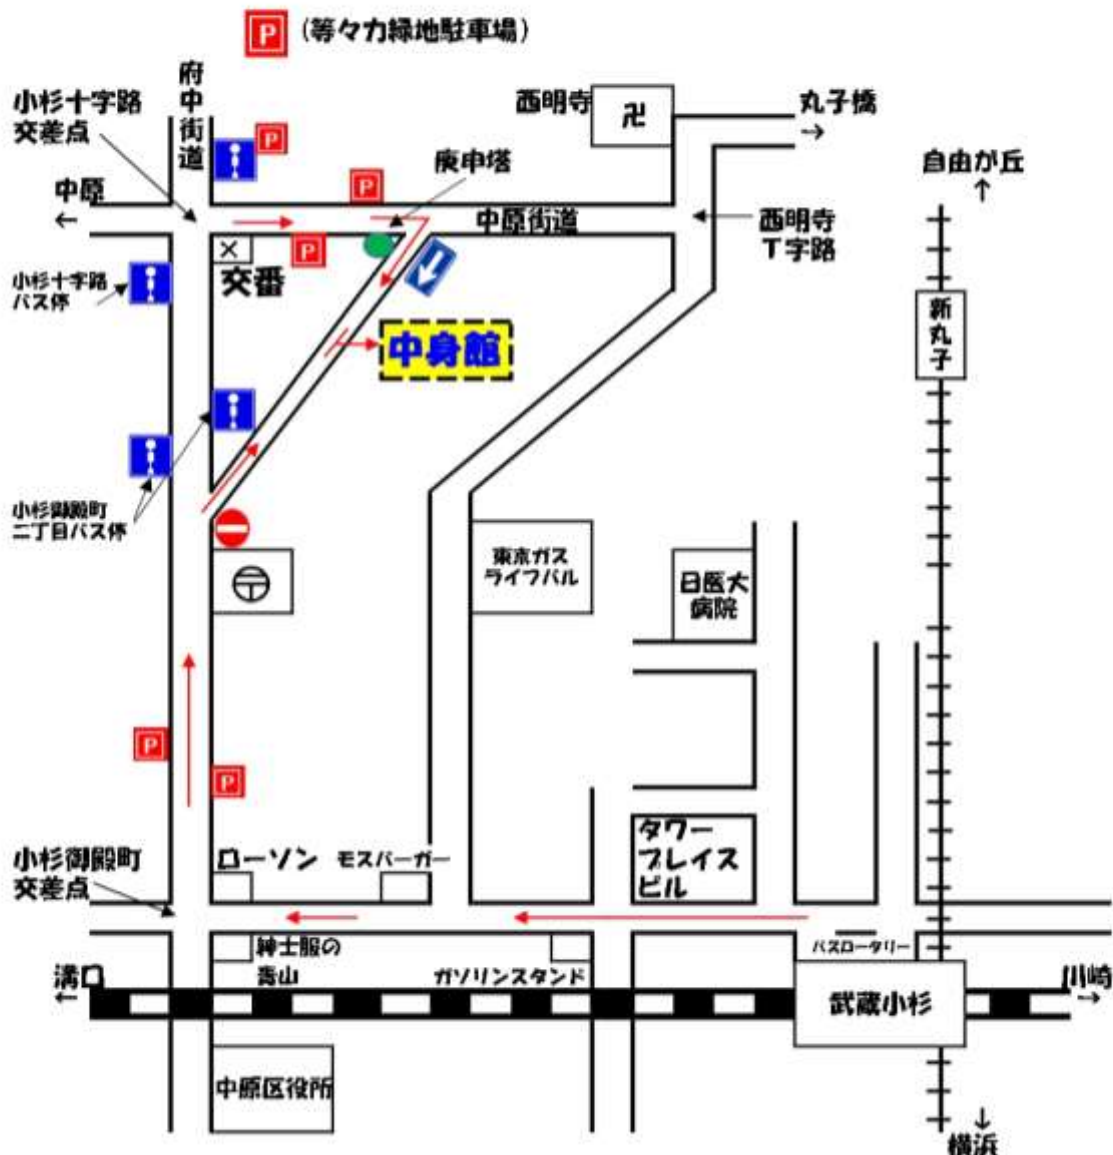 P (等々力緑地駐車場)
府中街道
小杉十字路
交差点
P
西明寺
卍
丸子橋
→
庚申塔
自由が丘
↑
中原
←
P
中原街道
西明寺
T字路
×
交番
P
小杉十字路
バス停
新丸子
中身館
小杉御殿町
二丁目バス停
東京ガス
ライフバル
日医大
病院
〒
P
P
小杉御殿町
交差点
ローソン
モスバーガー
タワー
プレイス
ビル
紳士服の
青山
ガソリンスタンド
バスロータリー
溝口
←
川崎
→
武蔵小杉
中原区役所
↓
横浜